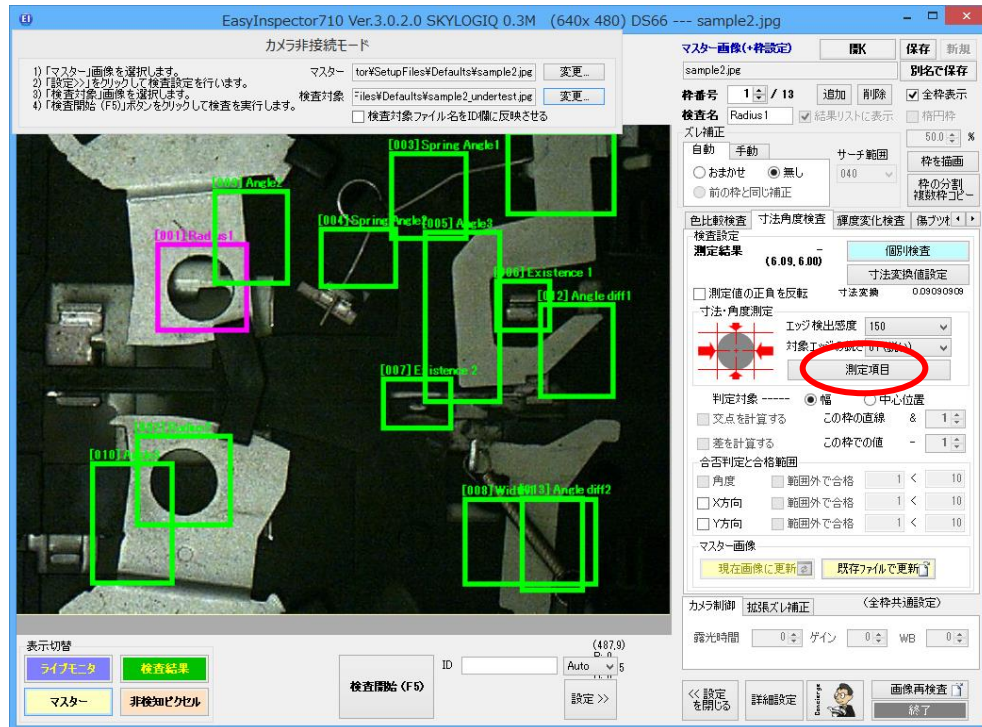 EI EasyInspector710 Ver.3.0.2.0 SKYLOGIQ 0.3M (640x 480) DS66 --- sample2.jpg
カメラ非接続モード
1)「マスター」画像を選択します。
2)「設定>>」をクリックして検査設定を行います。
3)「検査対象」画像を選択します。
4)「検査開始 (F5)」ボタンをクリックして検査を実行します。
マスター tor¥SetupFiles¥Defaults¥sample2.jpg 変更...
検査対象 Files¥Defaults¥sample2_undertest.jpg 変更...
検査対象ファイル名をID欄に反映させる
[003] Spring Angle1
Angle2
[004] Spring Angle2
[005] Angle3
[001] Radius1
[006] Existence 1
[012] Angle diff1
[007] Existence 2
[010]
[008] Width
[013] Angle diff2
表示切替
ライブモニタ 検査結果
マスター 非検知ピクセル
検査開始 (F5)
ID
(487,9)
Auto 5
設定 >>
マスター画像(+枠設定) 開く 保存 新規
sample2.jpg 別名で保存
枠番号 1 / 13 追加 削除 全枠表示
検査名 Radius1 結果リストに表示 楕円枠
ズレ補正 50.0 %
自動 手動 サーチ範囲 枠を描画
おまかせ 無し 040
前の枠と同じ補正 枠の分割
複数枠コピー
色比較検査 寸法角度検査 輝度変化検査 傷ブツ検
検査設定
測定結果 - 個別検査
(6.09, 6.00)
寸法変換値設定
測定値の正負を反転 寸法変換 0.09090909
寸法・角度測定
エッジ検出感度 150
対象エッジの鋭さ 01 (鋭い)
測定項目
判定対象 ----- 幅 中心位置
交点を計算する この枠の直線 & 1
差を計算する この枠での値 - 1
合否判定と合格範囲
角度 範囲外で合格 1 < 10
X方向 範囲外で合格 1 < 10
Y方向 範囲外で合格 1 < 10
マスター画像
現在画像に更新 既存ファイルで更新
カメラ制御 拡張ズレ補正 (全枠共通設定)
露光時間 0 ゲイン 0 WB 0
<< 設定
を閉じる
詳細設定
Concierge
画像再検査
終了